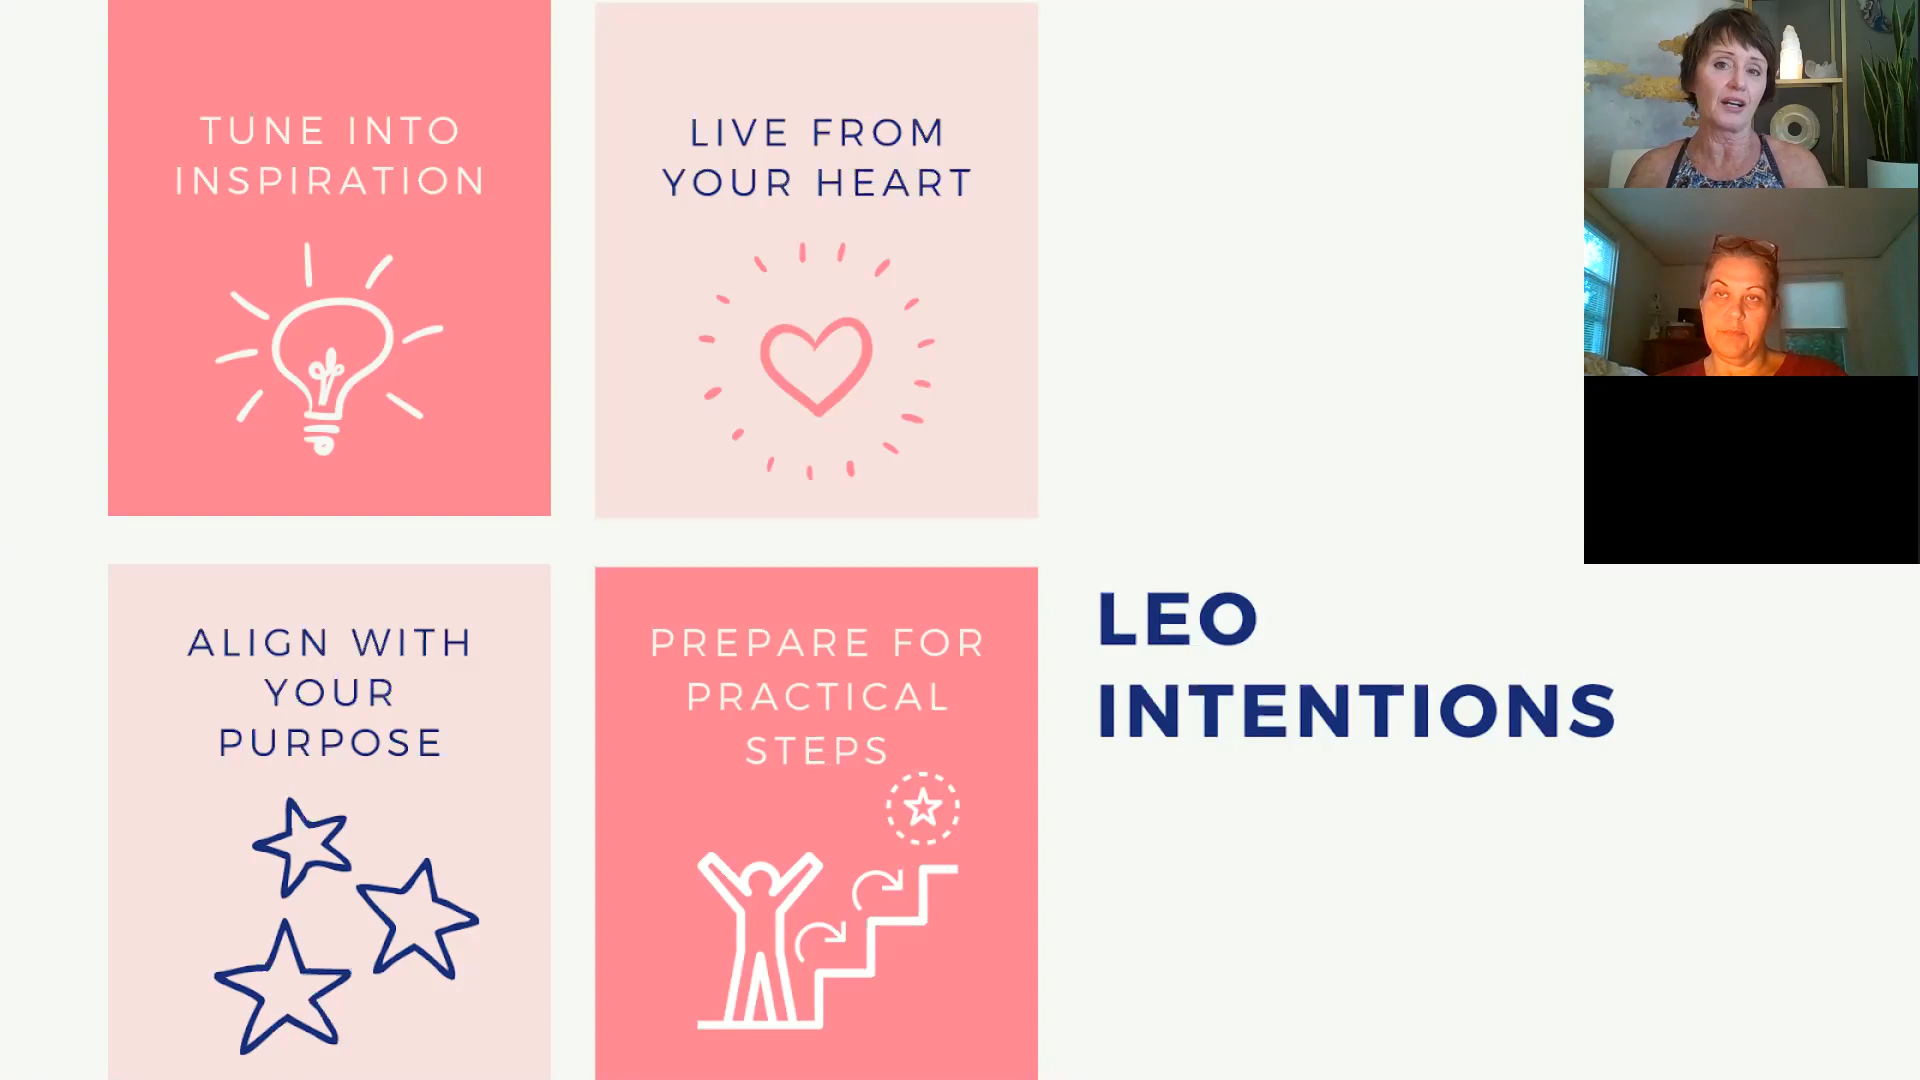 TUNE INTO
INSPIRATION
LIVE FROM
YOUR HEART
ALIGN WITH
YOUR
PURPOSE
PREPARE FOR
PRACTICAL
STEPS
LEO
INTENTIONS